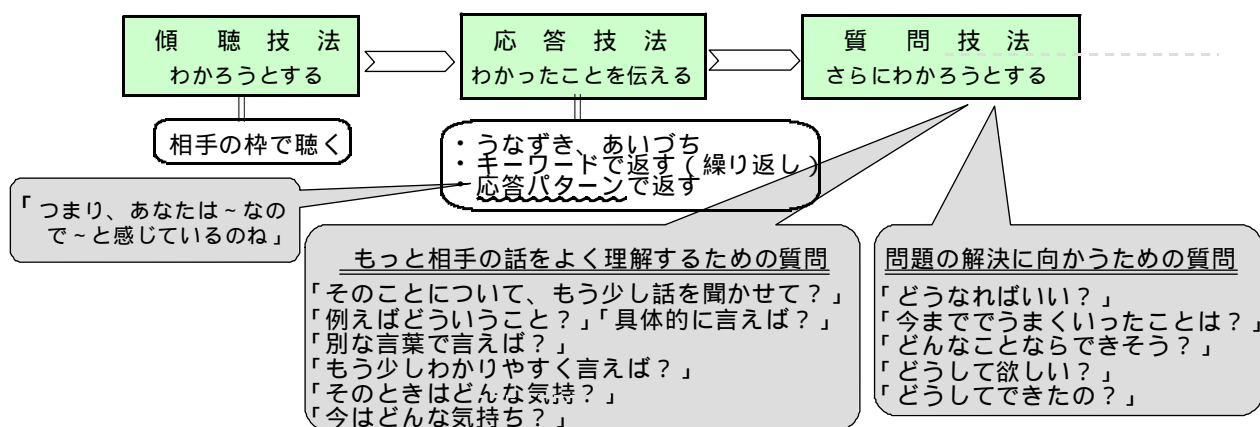 傾聴技法
わかろうとする
応答技法
わかったことを伝える
質問技法
さらにわかろうとする
相手の枠で聴く
・うなずき、あいづち
・キーワードで返す（繰り返し）
・応答パターンで返す
「つまり、あなたは~なの
で~と感じているのね」
もっと相手の話をよく理解するための質問
「そのことについて、もう少し話を聞かせて？」
「例えばどういうこと？」「具体的に言えば？」
「別な言葉で言えば？」
「もう少しわかりやすく言えば？」
「そのときはどんな気持？」
「今はどんな気持ち？」
問題の解決に向かうための質問
「どうなればいい？」
「今まででうまくいったことは？」
「どんなことならできそう？」
「どうして欲しい？」
「どうしてできたの？」